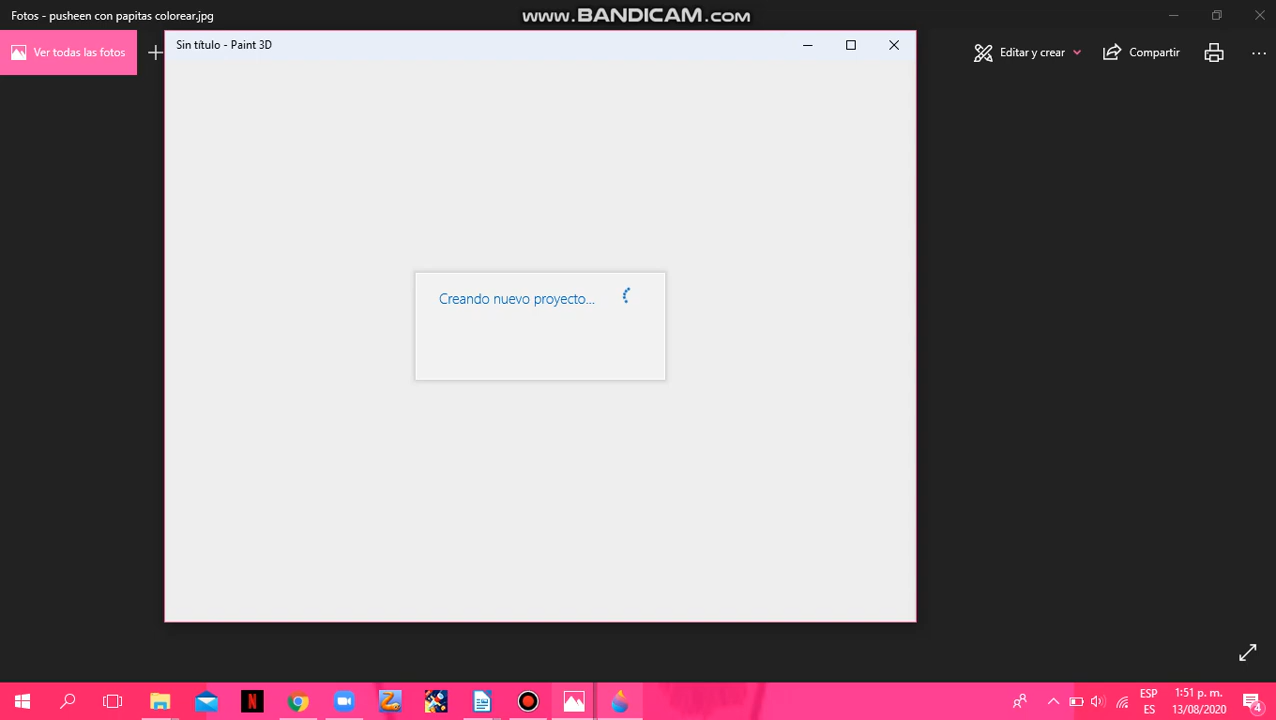 Fotos - pusheen con papitas colorear.jpg
www.BANDICAM.com
Ver todas las fotos
Sin título - Paint 3D
Editar y crear
Compartir
Creando nuevo proyecto...
ESP
ES
1:51 p. m.
13/08/2020
4